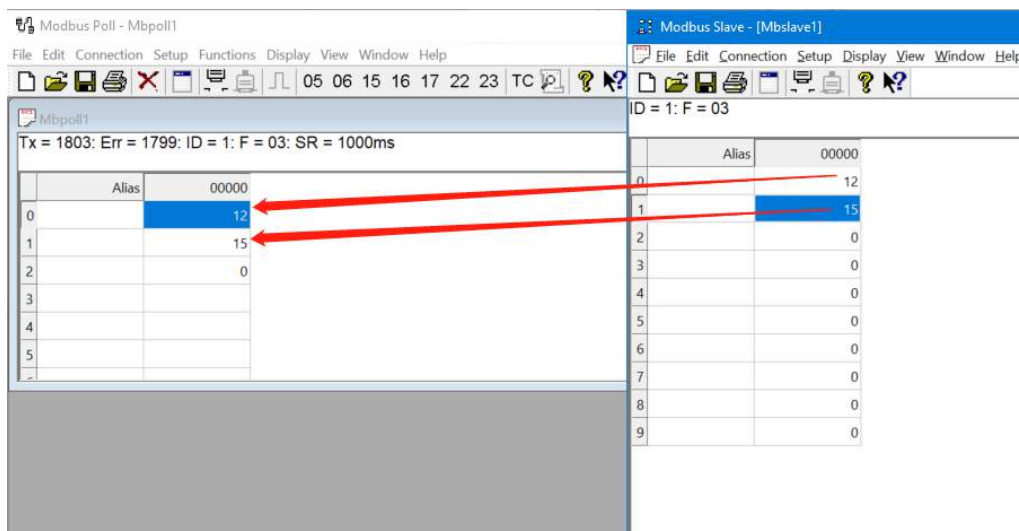 Modbus Poll - Mbpoll1
File Edit Connection Setup Functions Display View Window Help
05 06 15 16 17 22 23 TC
Mbpoll1
Tx = 1803: Err = 1799: ID = 1: F = 03: SR = 1000ms
Alias 00000
0 12
1 15
2 0
3
4
5
Modbus Slave - [Mbslave1]
File Edit Connection Setup Display View Window Help
ID = 1: F = 03
Alias 00000
0 12
1 15
2 0
3 0
4 0
5 0
6 0
7 0
8 0
9 0